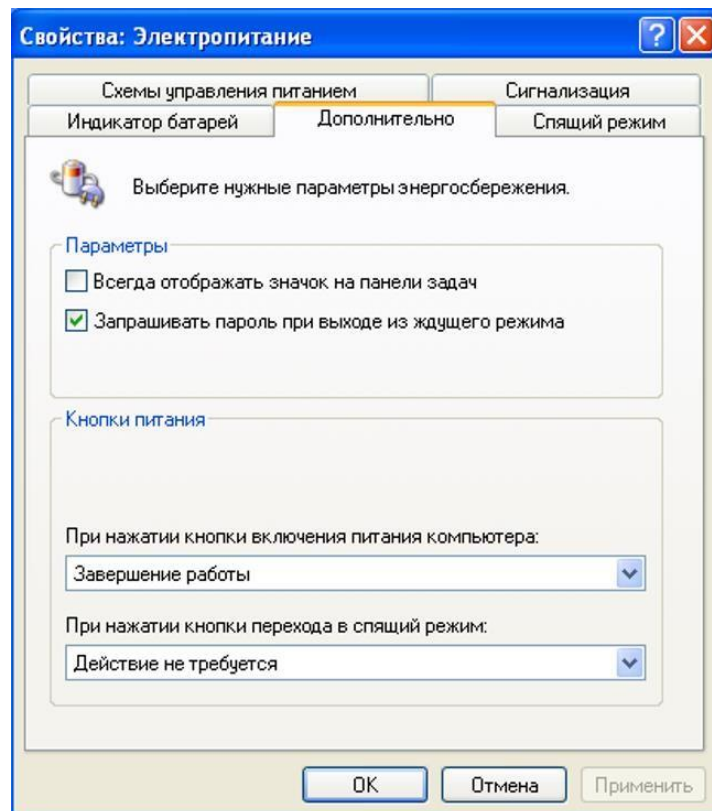 Свойства: Электропитание
Схемы управления питанием
Сигнализация
Индикатор батарей
Дополнительно
Спящий режим
Выберите нужные параметры энергосбережения.
Параметры
Всегда отображать значок на панели задач
Запрашивать пароль при выходе из ждущего режима
Кнопки питания
При нажатии кнопки включения питания компьютера:
Завершение работы
При нажатии кнопки перехода в спящий режим:
Действие не требуется
OK
Отмена
Применить